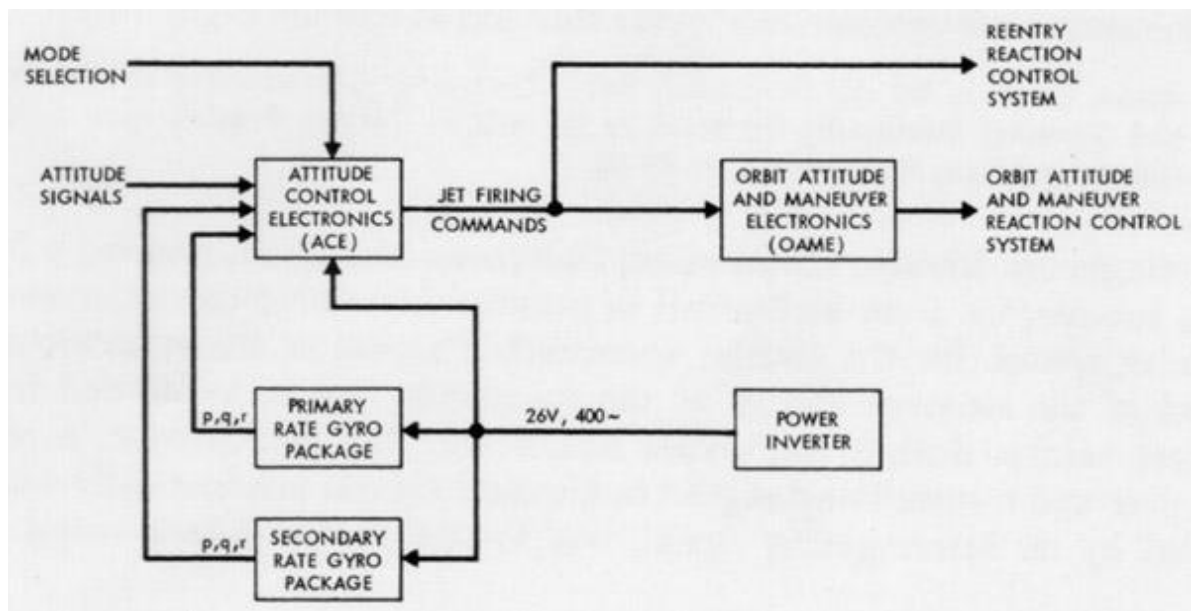 MODE
SELECTION
REENTRY
REACTION
CONTROL
SYSTEM
ATTITUDE
SIGNALS
ATTITUDE
CONTROL
ELECTRONICS
(ACE)
JET FIRING
COMMANDS
ORBIT ATTITUDE
AND MANEUVER
ELECTRONICS
(OAME)
ORBIT ATTITUDE
AND MANEUVER
REACTION CONTROL
SYSTEM
p,q,r
PRIMARY
RATE GYRO
PACKAGE
26V, 400~
POWER
INVERTER
p,q,r
SECONDARY
RATE GYRO
PACKAGE